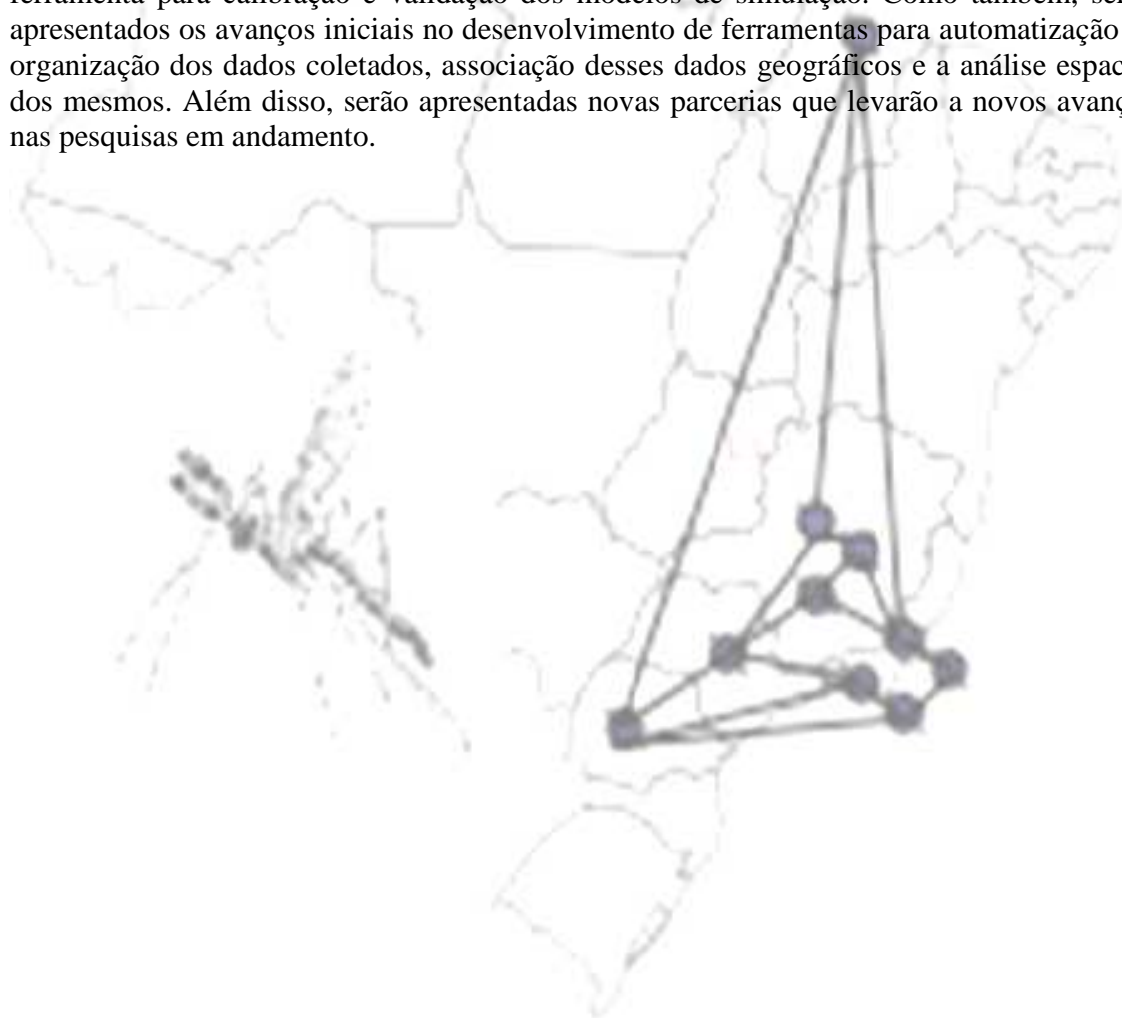 ferramenta para calibração e validação dos modelos de simulação. Como também, ser
apresentados os avanços iniciais no desenvolvimento de ferramentas para automatização
organização dos dados coletados, associação desses dados geográficos e a análise espac
dos mesmos. Além disso, serão apresentadas novas parcerias que levarão a novos avanç
nas pesquisas em andamento.